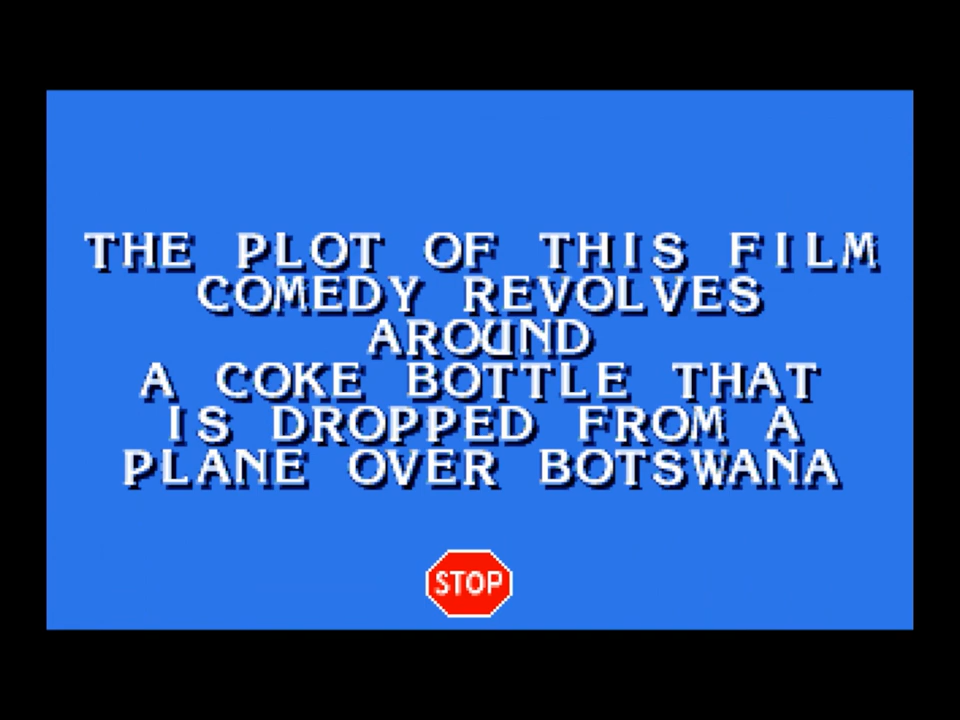 THE PLOT OF THIS FILM
COMEDY REVOLVES
AROUND
A COKE BOTTLE THAT
IS DROPPED FROM A
PLANE OVER BOTSWANA
STOP